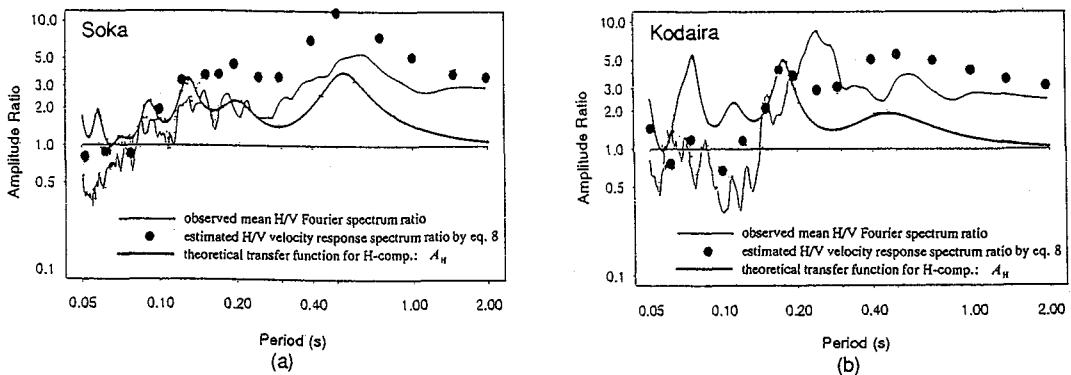 Soka
Amplitude Ratio
10.0
5.0
3.0
2.0
1.0
0.5
0.1
observed mean H/V Fourier spectrum ratio
estimated H/V velocity response spectrum ratio by eq. 8
theoretical transfer function for H-comp.: A_H
0.05 0.10 0.20 0.40 1.00 2.00
Period (s)
(a)
Kodaira
Amplitude Ratio
10.0
5.0
3.0
2.0
1.0
0.5
0.1
observed mean H/V Fourier spectrum ratio
estimated H/V velocity response spectrum ratio by eq. 8
theoretical transfer function for H-comp.: A_H
0.05 0.10 0.20 0.40 1.00 2.00
Period (s)
(b)